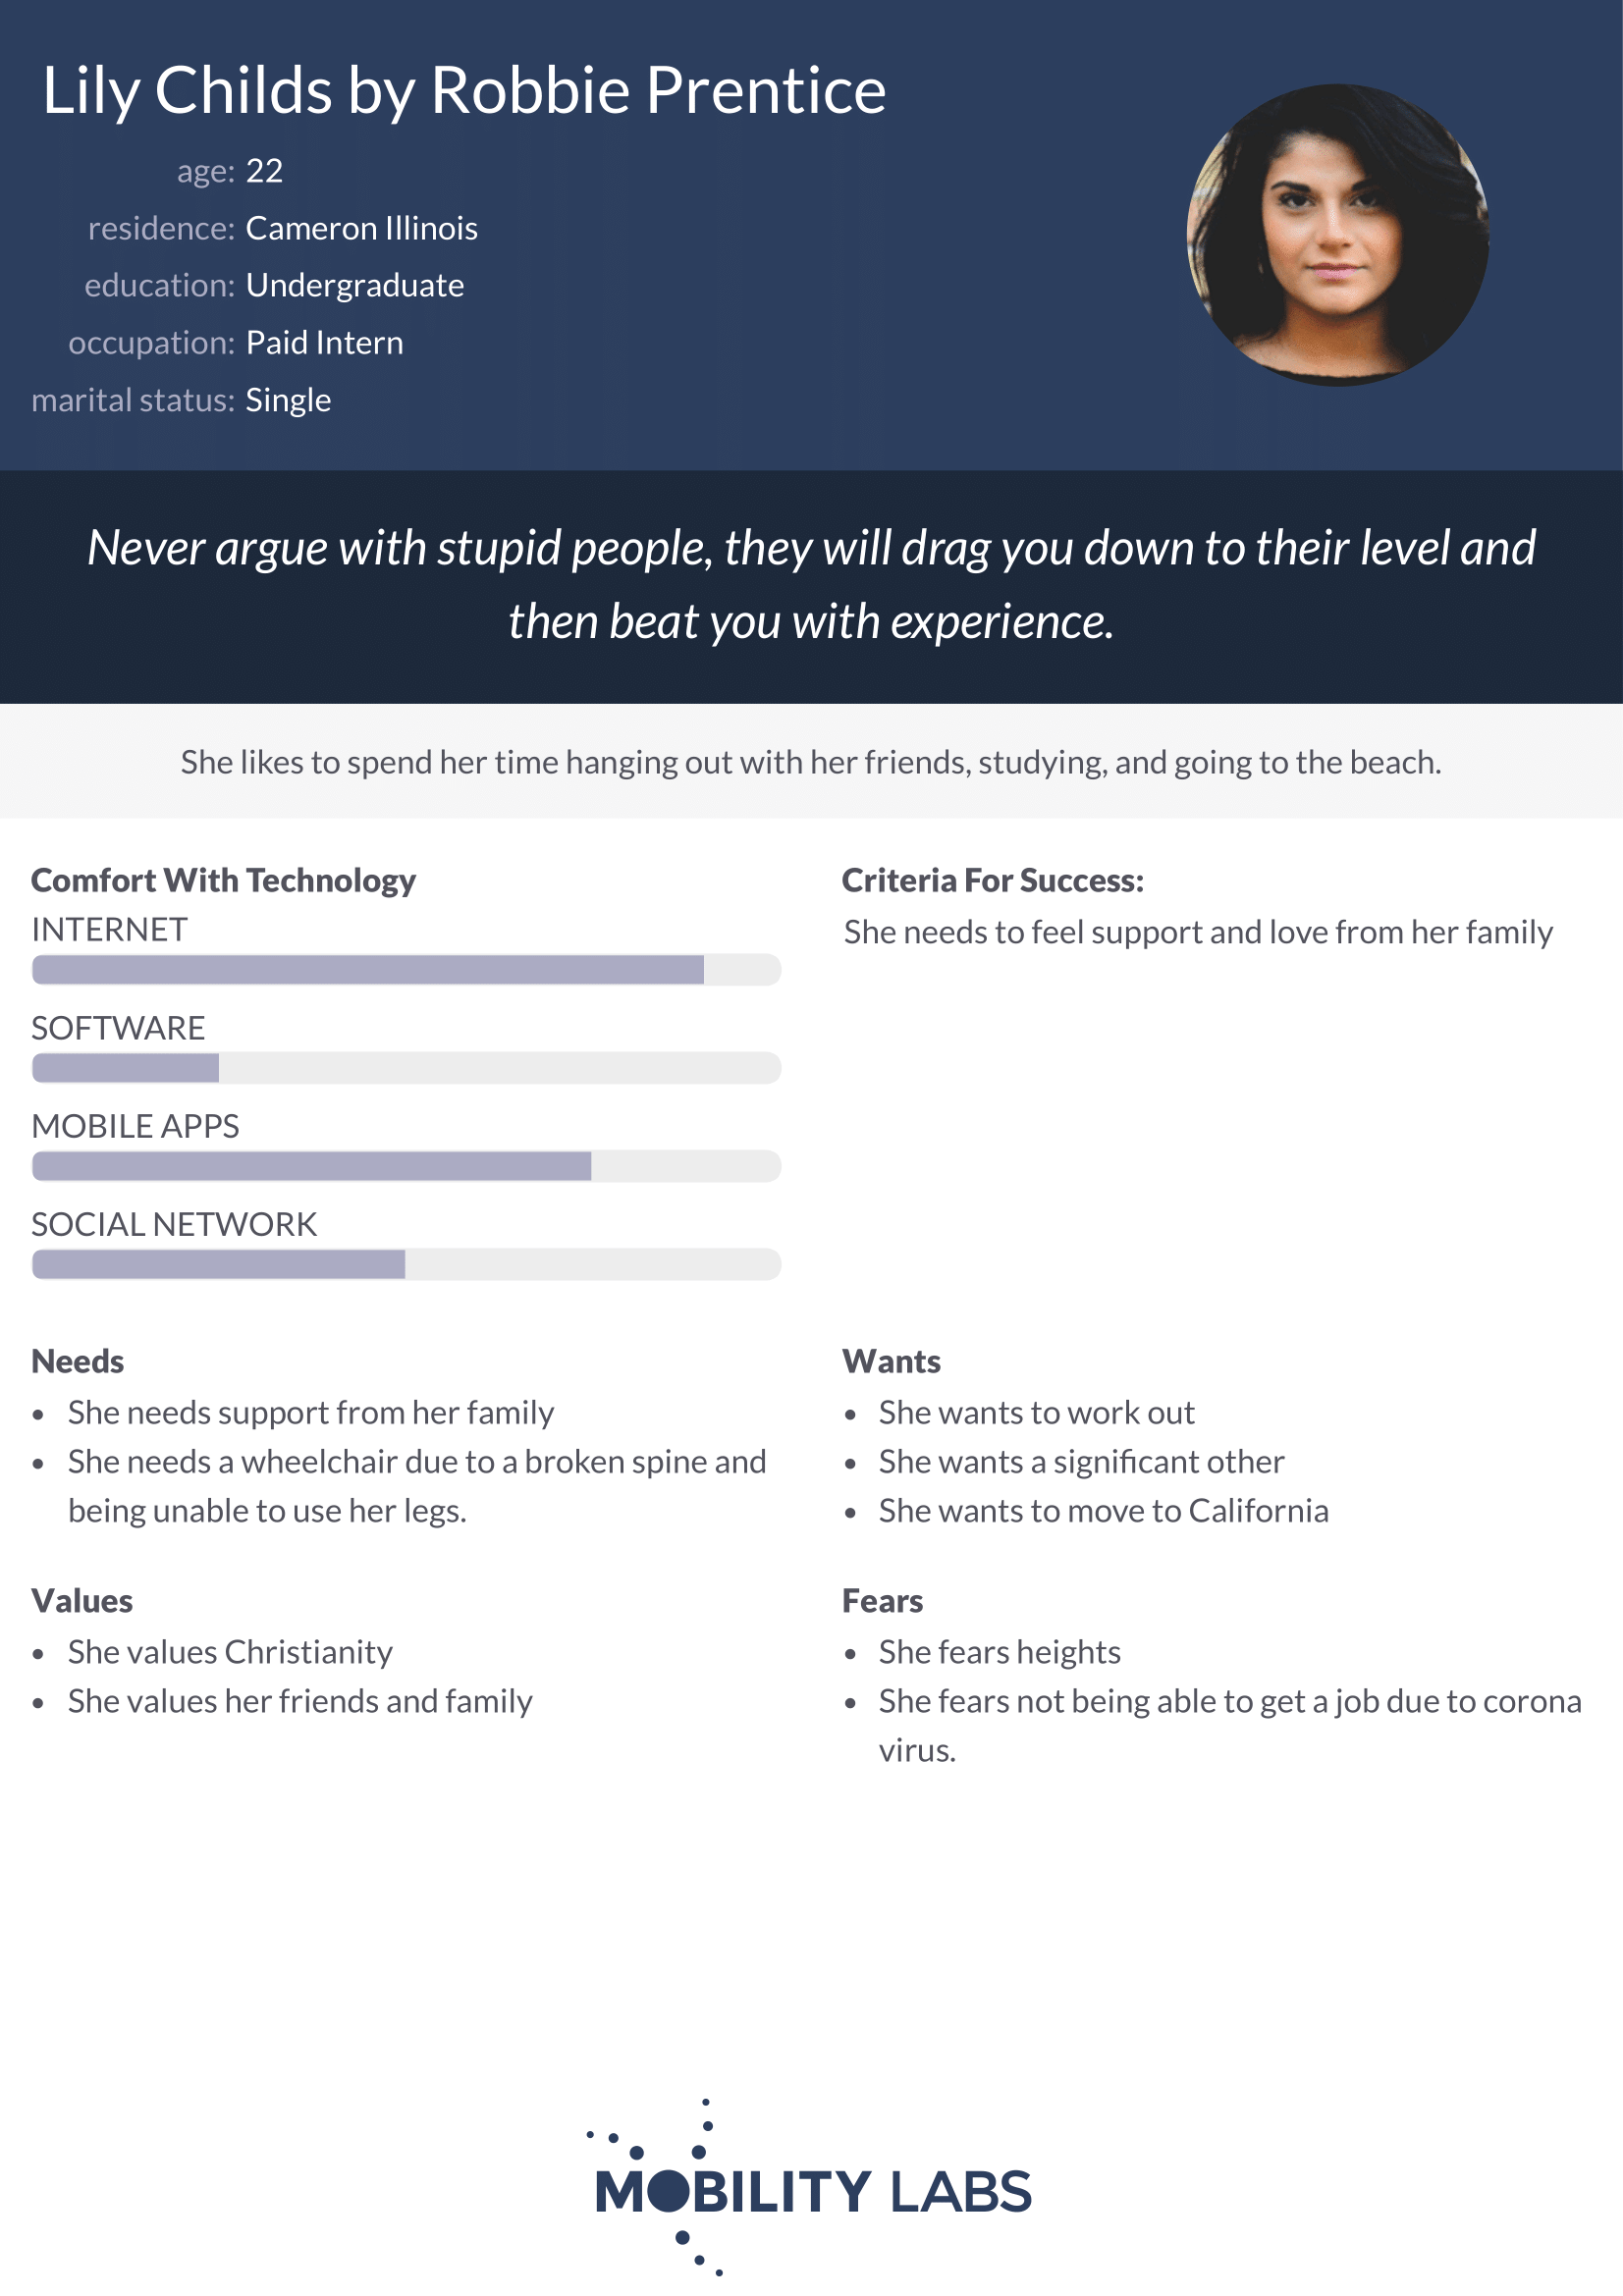 Lily Childs by Robbie Prentice
age: 22
residence: Cameron Illinois
education: Undergraduate
occupation: Paid Intern
marital status: Single
Never argue with stupid people, they will drag you down to their level and
then beat you with experience.
She likes to spend her time hanging out with her friends, studying, and going to the beach.
Comfort With Technology
INTERNET
SOFTWARE
MOBILE APPS
SOCIAL NETWORK
Criteria For Success:
She needs to feel support and love from her family
Needs
• She needs support from her family
• She needs a wheelchair due to a broken spine and
being unable to use her legs.
Wants
• She wants to work out
• She wants a significant other
• She wants to move to California
Values
• She values Christianity
• She values her friends and family
Fears
• She fears heights
• She fears not being able to get a job due to corona
virus.
MOBILITY LABS